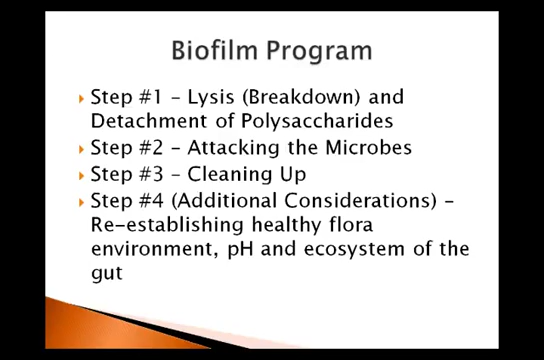 Biofilm Program
Step #1 – Lysis (Breakdown) and
Detachment of Polysaccharides
Step #2 – Attacking the Microbes
Step #3 – Cleaning Up
Step #4 (Additional Considerations) –
Re-establishing healthy flora
environment, pH and ecosystem of the
gut